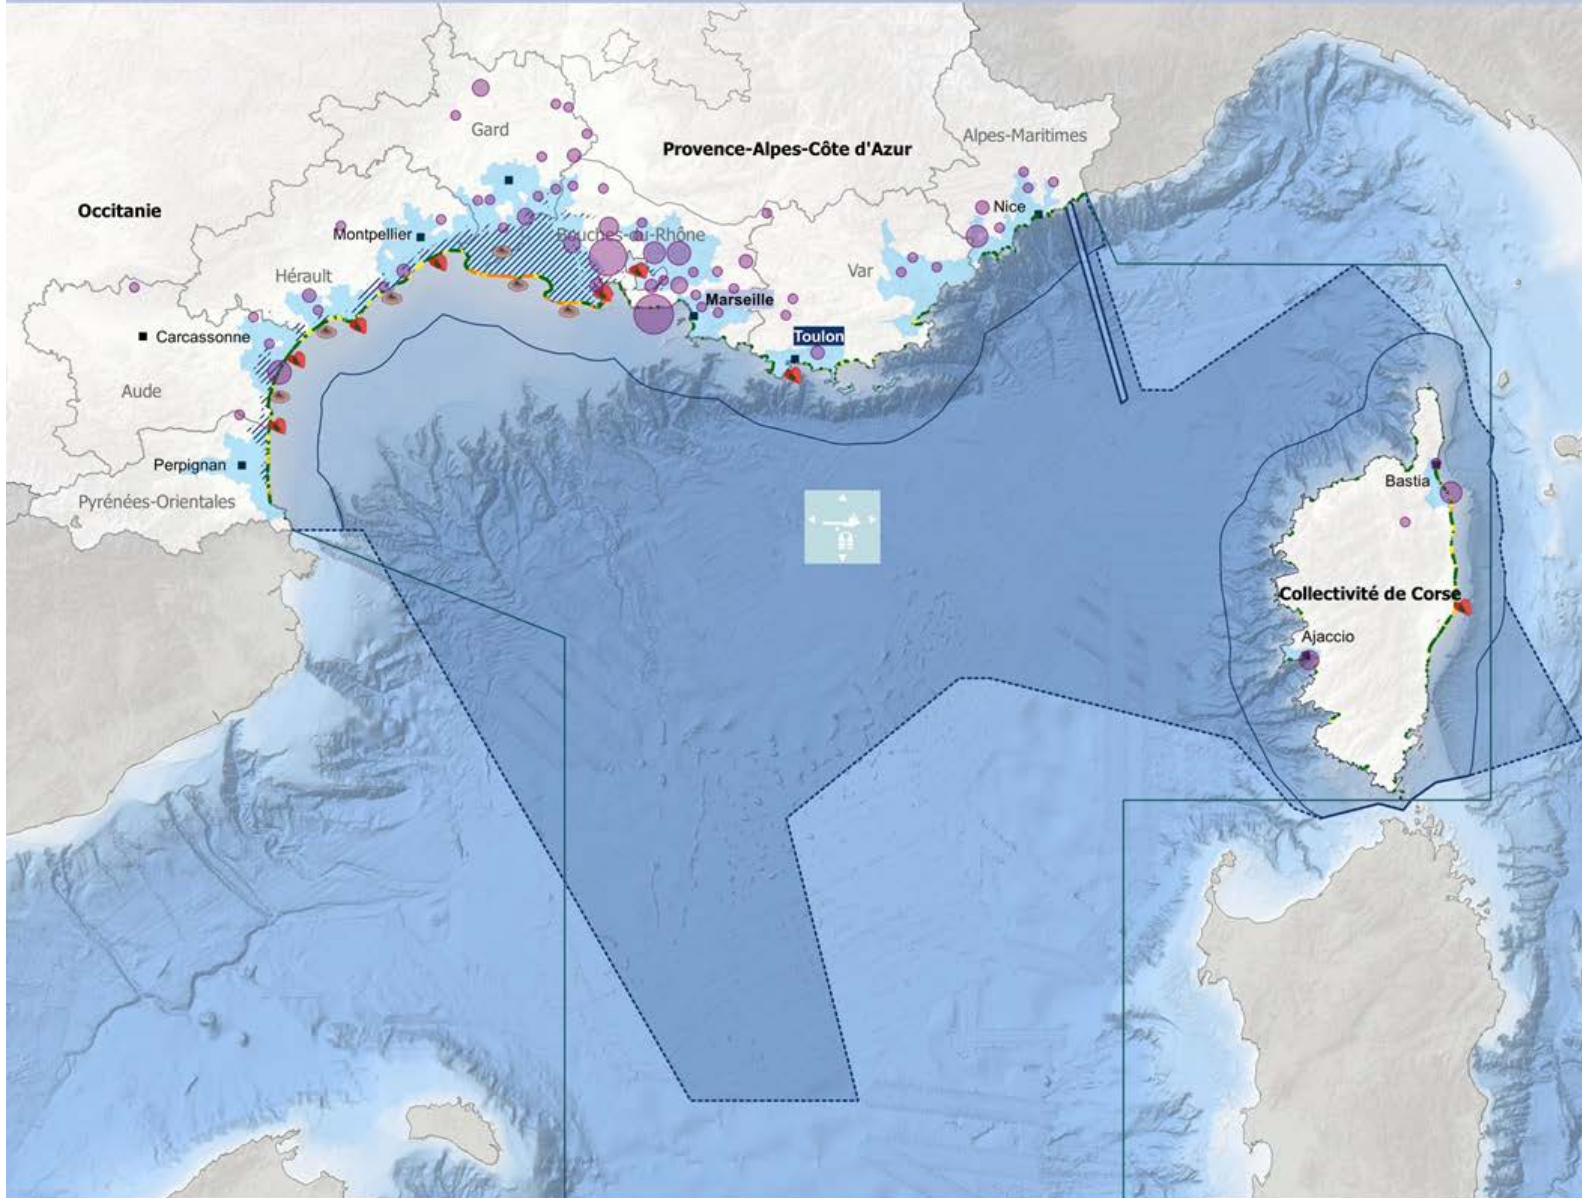 Gard
Alpes-Maritimes
Provence-Alpes-Côte d'Azur
Occitanie
Nice
Montpellier
Bouches-du-Rhône
Hérault
Var
Marseille
Carcassonne
Toulon
Aude
Perpignan
Bastia
Pyrénées-Orientales
Collectivité de Corse
Ajaccio